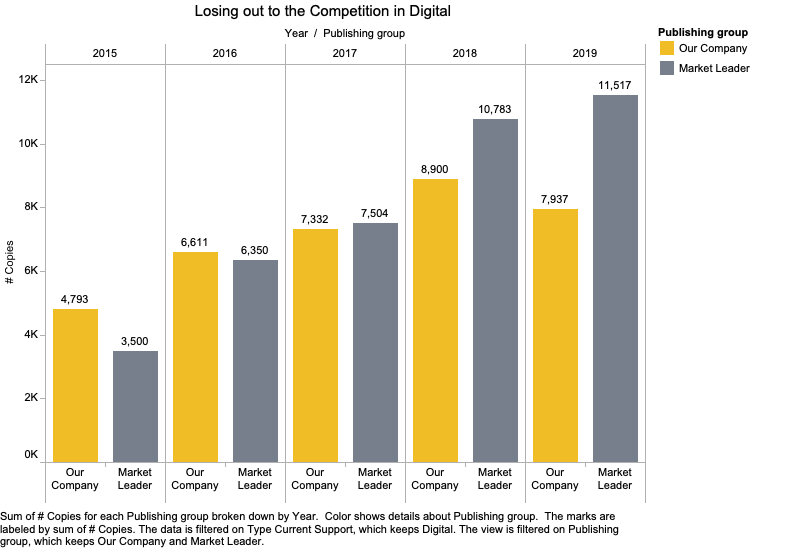 Losing out to the Competition in Digital
Year / Publishing group
Publishing group
Our Company
Market Leader
2015 2016 2017 2018 2019
# Copies
12K
10K
8K
6K
4K
2K
0K
4,793
3,500
6,611
6,350
7,332
7,504
8,900
10,783
7,937
11,517
Our Company
Market Leader
Our Company
Market Leader
Our Company
Market Leader
Our Company
Market Leader
Our Company
Market Leader
Sum of # Copies for each Publishing group broken down by Year.  Color shows details about Publishing group.  The marks are
labeled by sum of # Copies. The data is filtered on Type Current Support, which keeps Digital. The view is filtered on Publishing
group, which keeps Our Company and Market Leader.